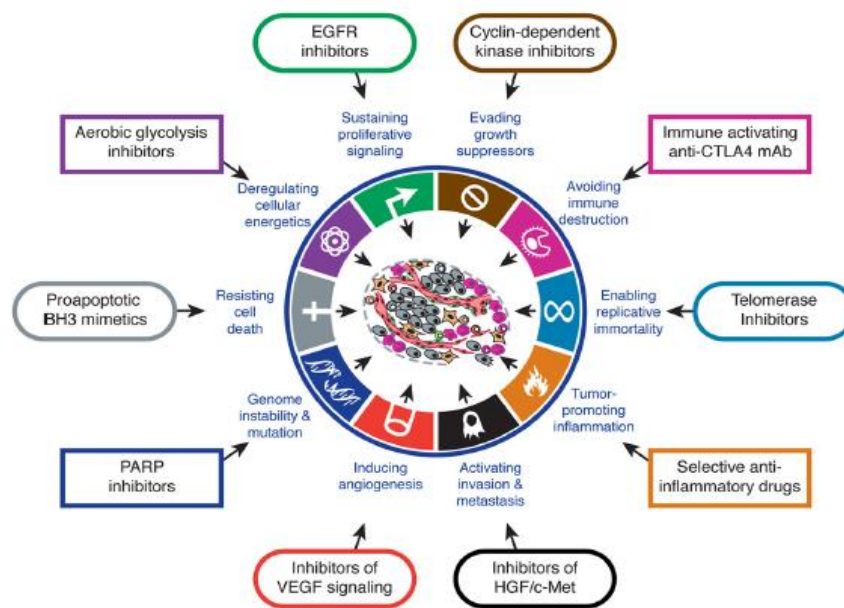 EGFR
inhibitors
Cyclin-dependent
kinase inhibitors
Sustaining
proliferative
signaling
Evading
growth
suppressors
Aerobic glycolysis
inhibitors
Immune activating
anti-CTLA4 mAb
Deregulating
cellular
energetics
Avoiding
immune
destruction
Proapoptotic
BH3 mimetics
Resisting
cell
death
Enabling
replicative
immortality
Telomerase
Inhibitors
Genome
instability &
mutation
Tumor-
promoting
inflammation
PARP
inhibitors
Inducing
angiogenesis
Activating
invasion &
metastasis
Selective anti-
inflammatory drugs
Inhibitors of
VEGF signaling
Inhibitors of
HGF/c-Met